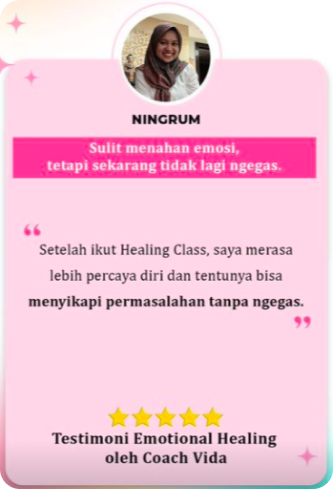 NINGRUM
Sulit menahan emosi,
tetapi sekarang tidak lagi ngegas.
“
Setelah ikut Healing Class, saya merasa
lebih percaya diri dan tentunya bisa
menyikapi permasalahan tanpa ngegas.
”
Testimoni Emotional Healing
oleh Coach Vida